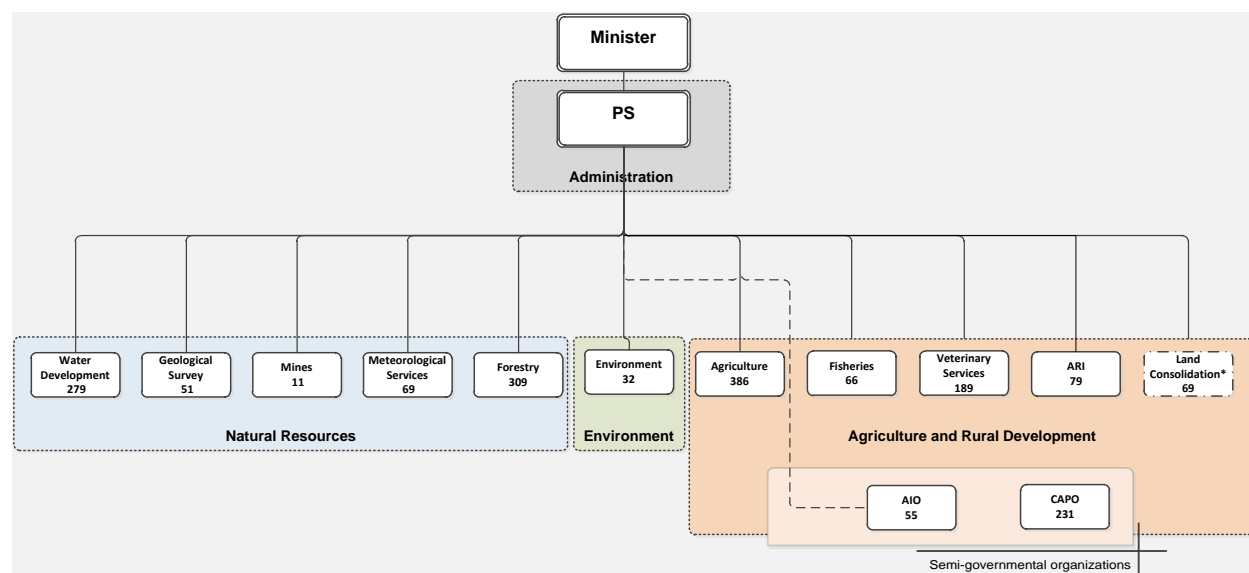 Minister
PS
Administration
Water
Development
279
Geological
Survey
51
Mines
11
Meteorological
Services
69
Forestry
309
Natural Resources
Environment
32
Environment
Agriculture
386
Fisheries
66
Veterinary
Services
189
ARI
79
Land
Consolidation*
69
Agriculture and Rural Development
AIO
55
CAPO
231
Semi-governmental organizations